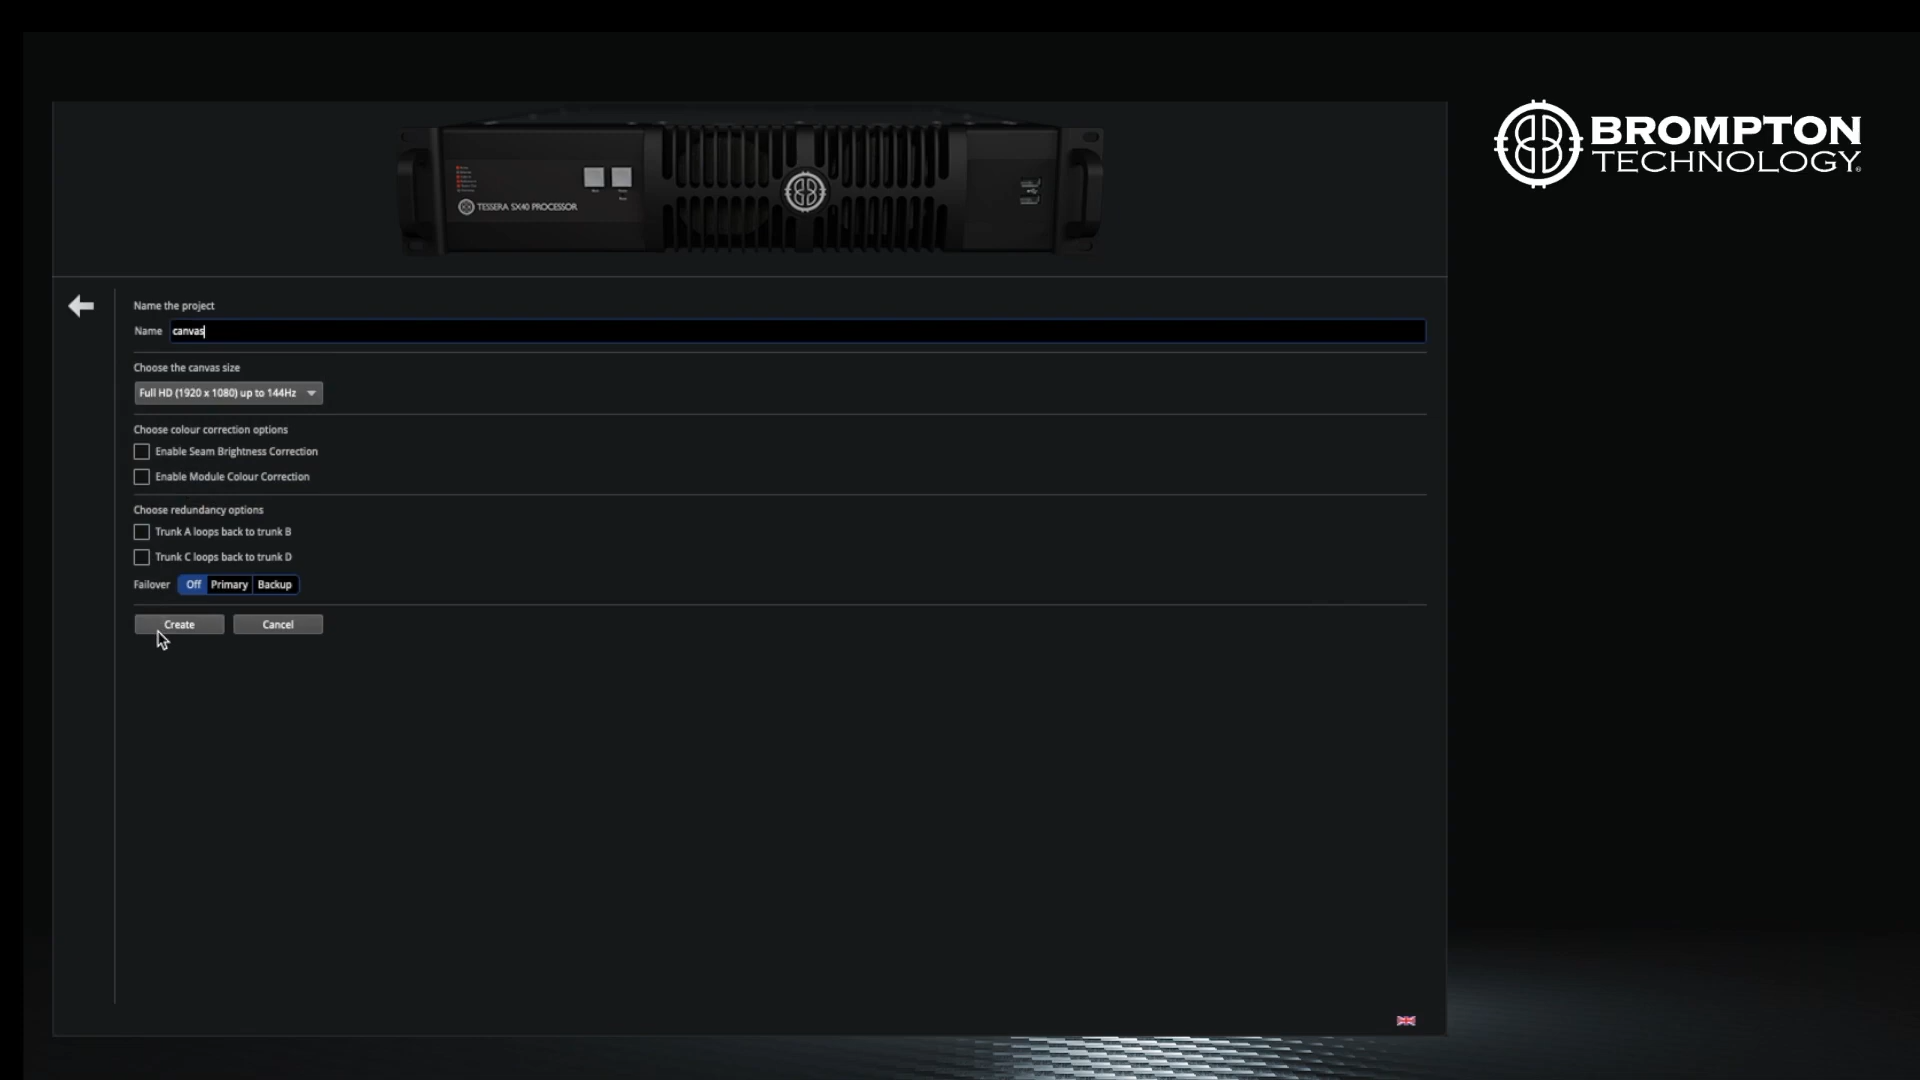 BROMPTON
TECHNOLOGY
TESSERA SX40 PROCESSOR
Name the project
Name canvas
Choose the canvas size
Full HD (1920 x 1080) up to 144Hz
Choose colour correction options
Enable Seam Brightness Correction
Enable Module Colour Correction
Choose redundancy options
Trunk A loops back to trunk B
Trunk C loops back to trunk D
Failover Off Primary Backup
Create Cancel